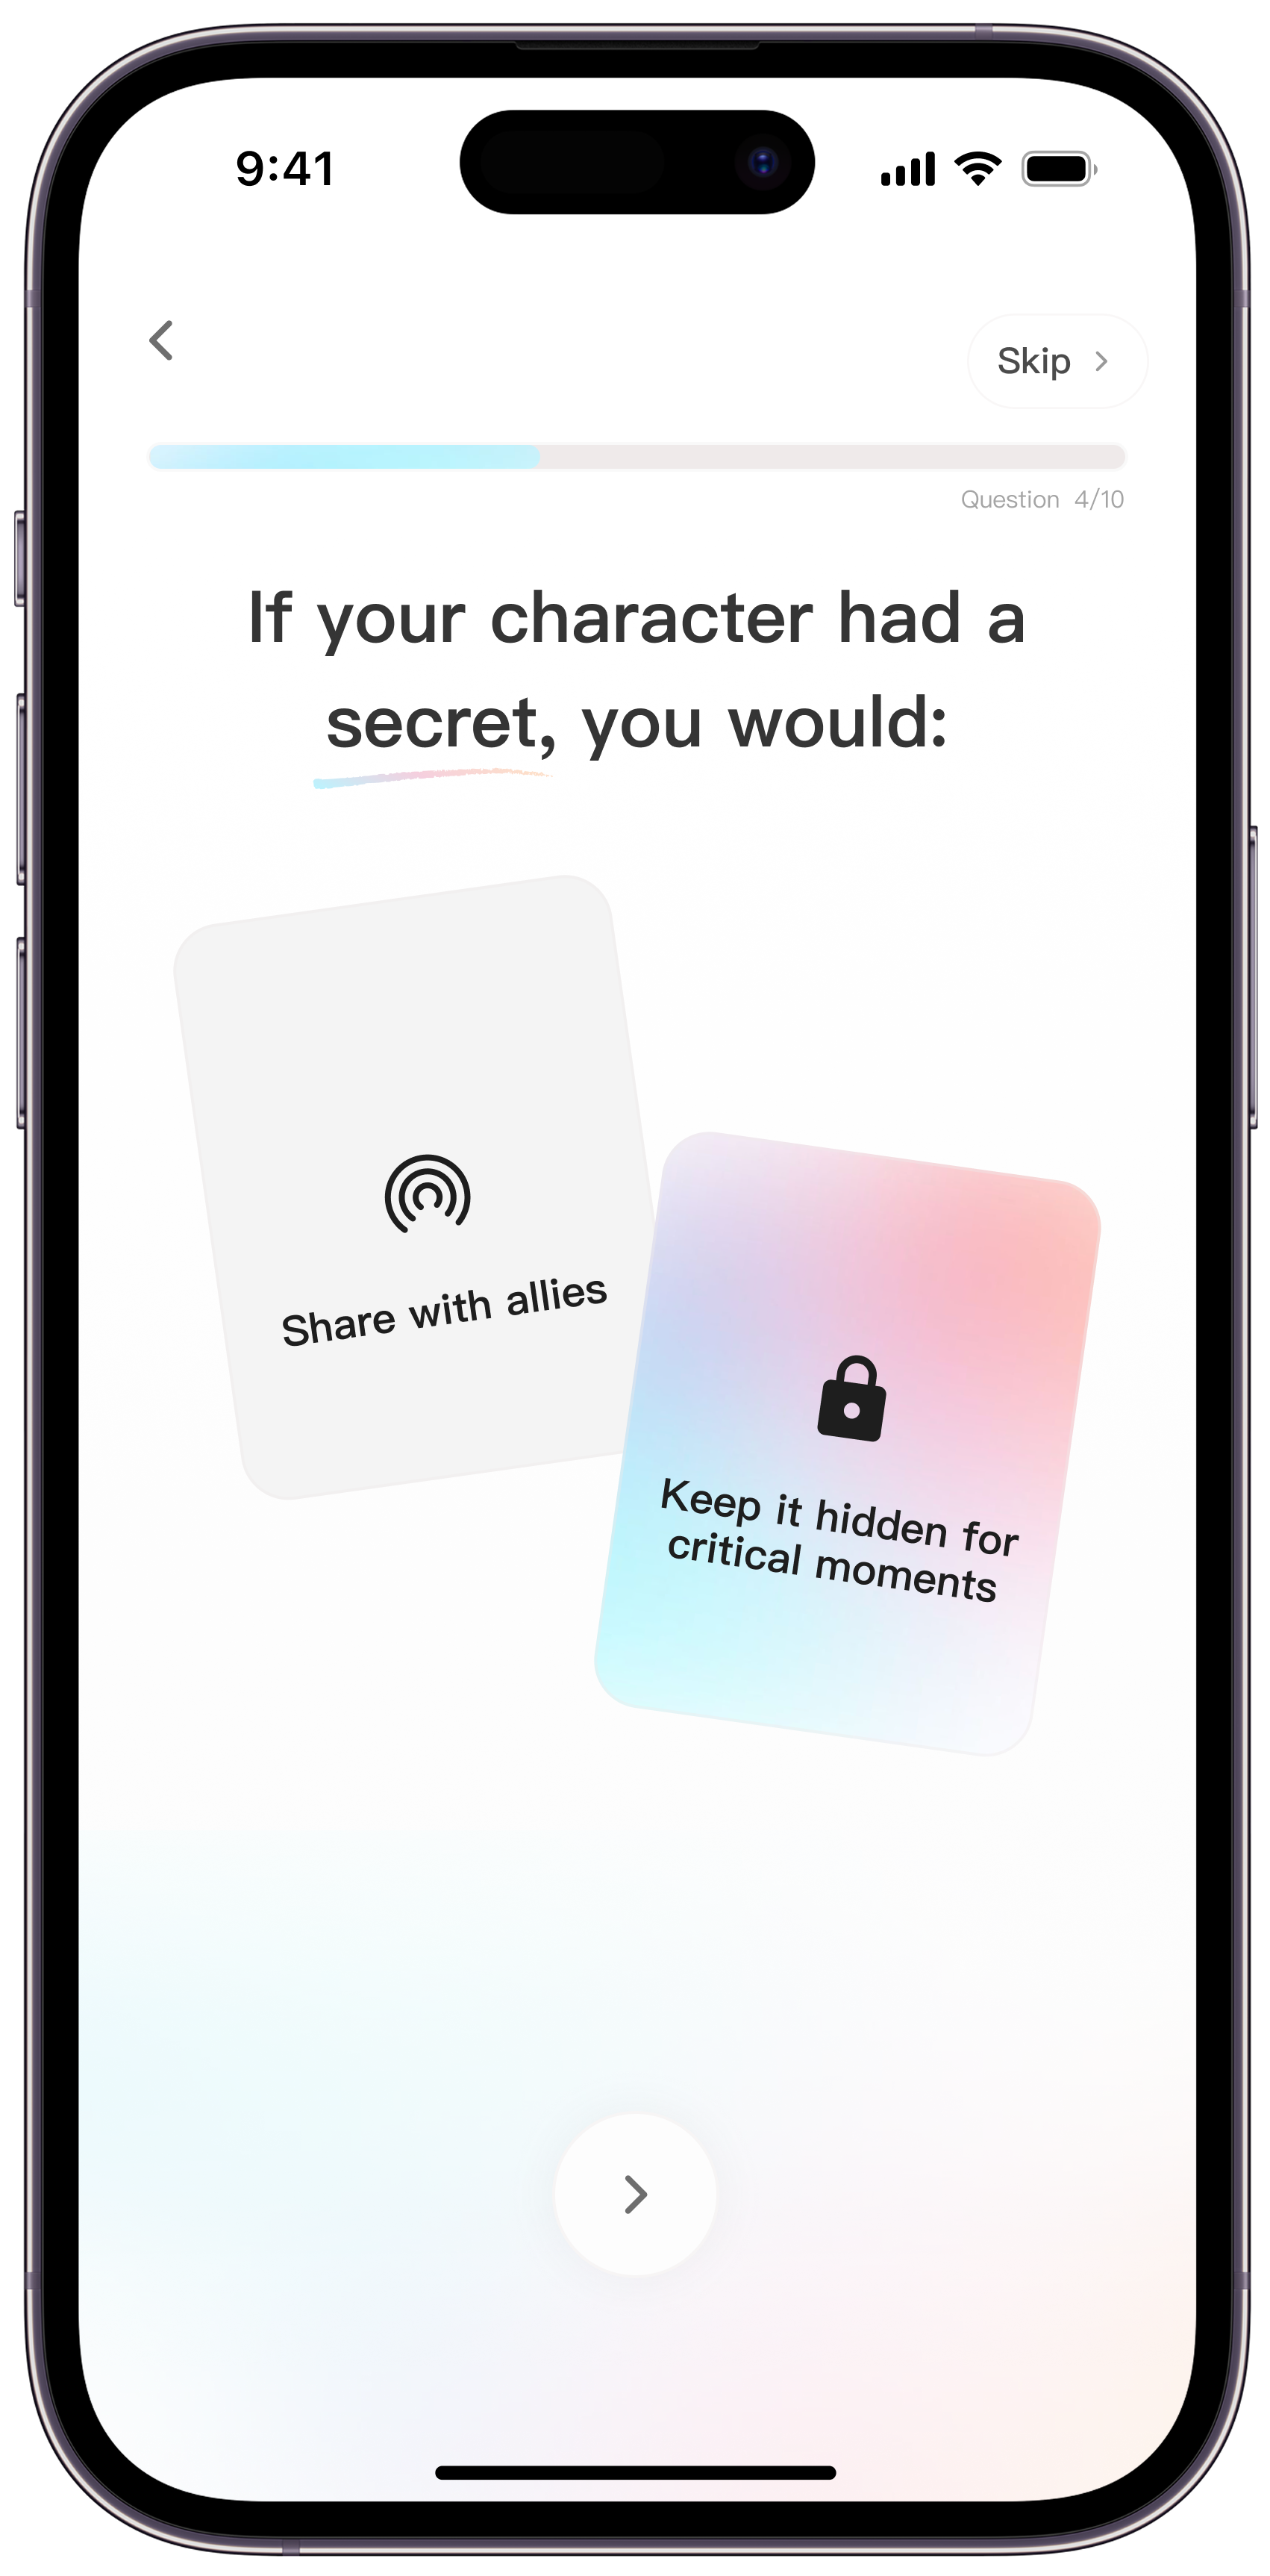 9:41
Skip
Question 4/10
If your character had a
secret, you would:
Share with allies
Keep it hidden for
critical moments